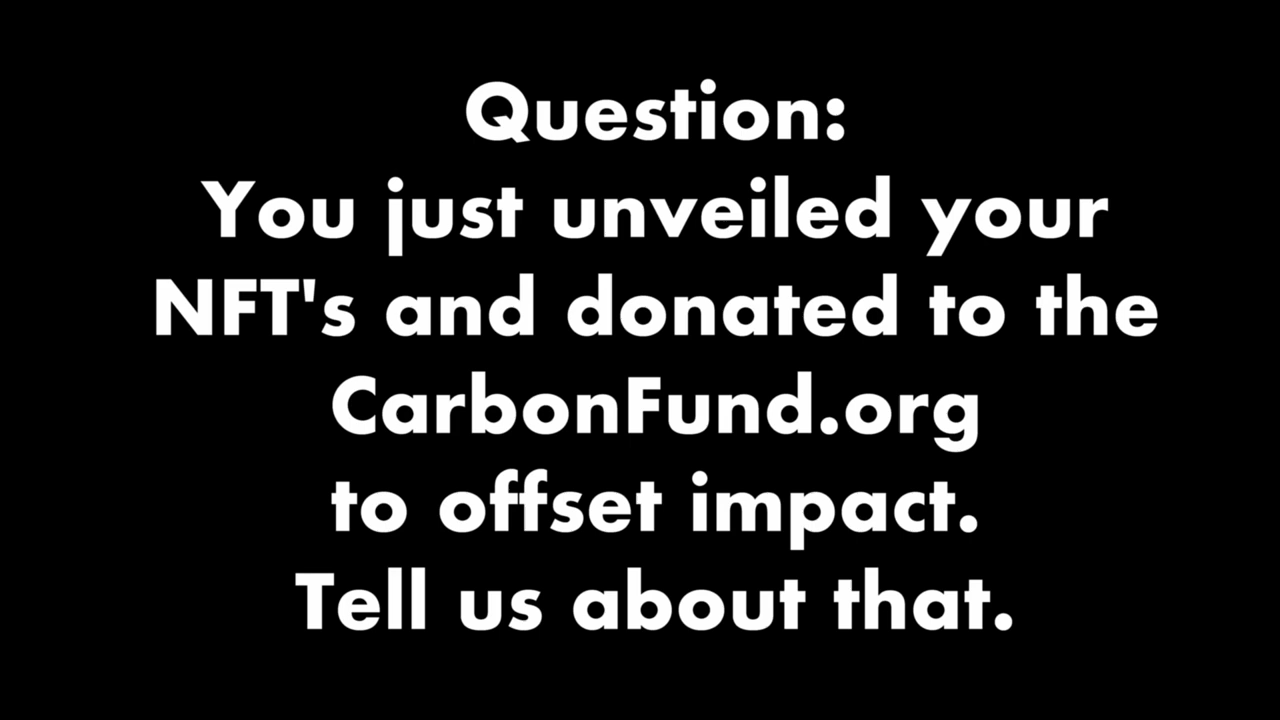 Question:
You just unveiled your
NFT's and donated to the
CarbonFund.org
to offset impact.
Tell us about that.